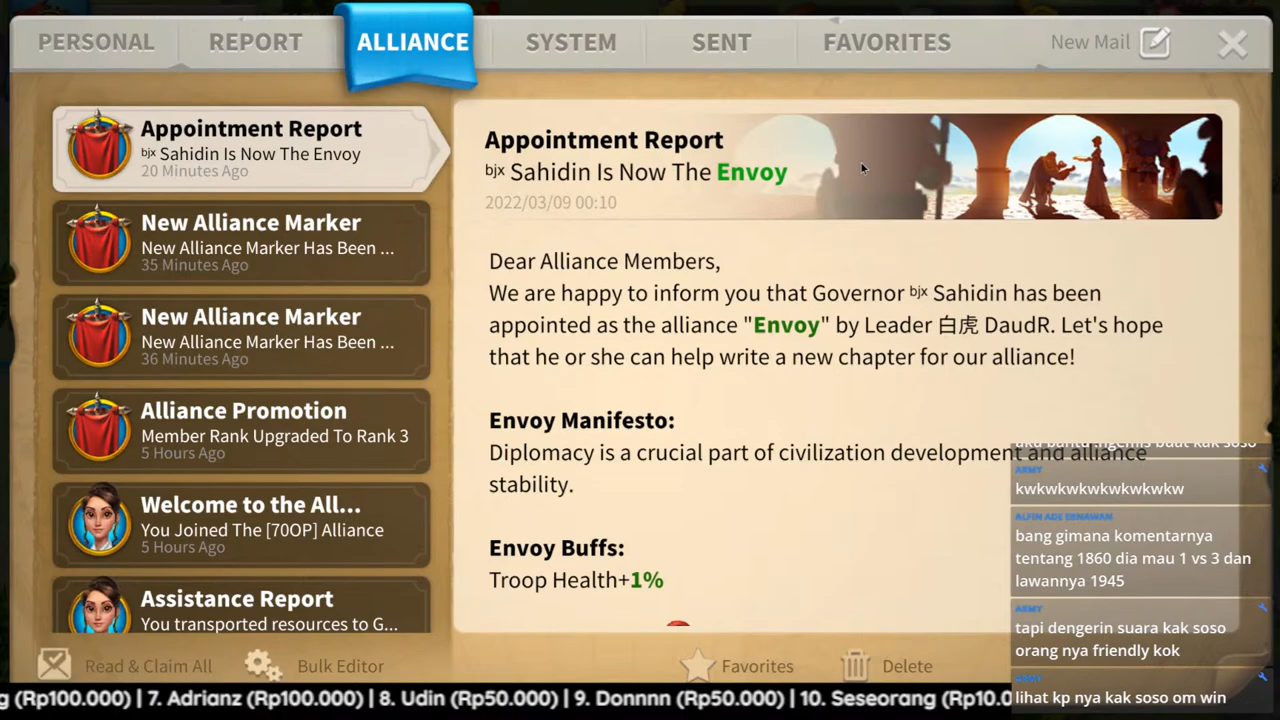 PERSONAL
REPORT
ALLIANCE
SYSTEM
SENT
FAVORITES
New Mail
Appointment Report
bjx Sahidin Is Now The Envoy
20 Minutes Ago
New Alliance Marker
New Alliance Marker Has Been ...
35 Minutes Ago
New Alliance Marker
New Alliance Marker Has Been ...
36 Minutes Ago
Alliance Promotion
Member Rank Upgraded To Rank 3
5 Hours Ago
Welcome to the All...
You Joined The [70OP] Alliance
5 Hours Ago
Assistance Report
You transported resources to G...
Read & Claim All
Bulk Editor
Appointment Report
bjx Sahidin Is Now The Envoy
2022/03/09 00:10
Dear Alliance Members,
We are happy to inform you that Governor bjx Sahidin has been
appointed as the alliance "Envoy" by Leader 白虎 DaudR. Let's hope
that he or she can help write a new chapter for our alliance!
Envoy Manifesto:
Diplomacy is a crucial part of civilization development and alliance
stability.
Envoy Buffs:
Troop Health+1%
Favorites
Delete
aku bantu ngemis buat kak soso
ARMY
kwkwkwkwkwkwkwkw
ALFIN ADE ERNAWAN
bang gimana komentarnya
tentang 1860 dia mau 1 vs 3 dan
lawannya 1945
ARMY
tapi dengerin suara kak soso
orang nya friendly kok
lihat kp nya kak soso om win
g (Rp100.000) | 7. Adrianz (Rp100.000) | 8. Udin (Rp50.000) | 9. Donnnn (Rp50.000) | 10. Seseorang (Rp10.0